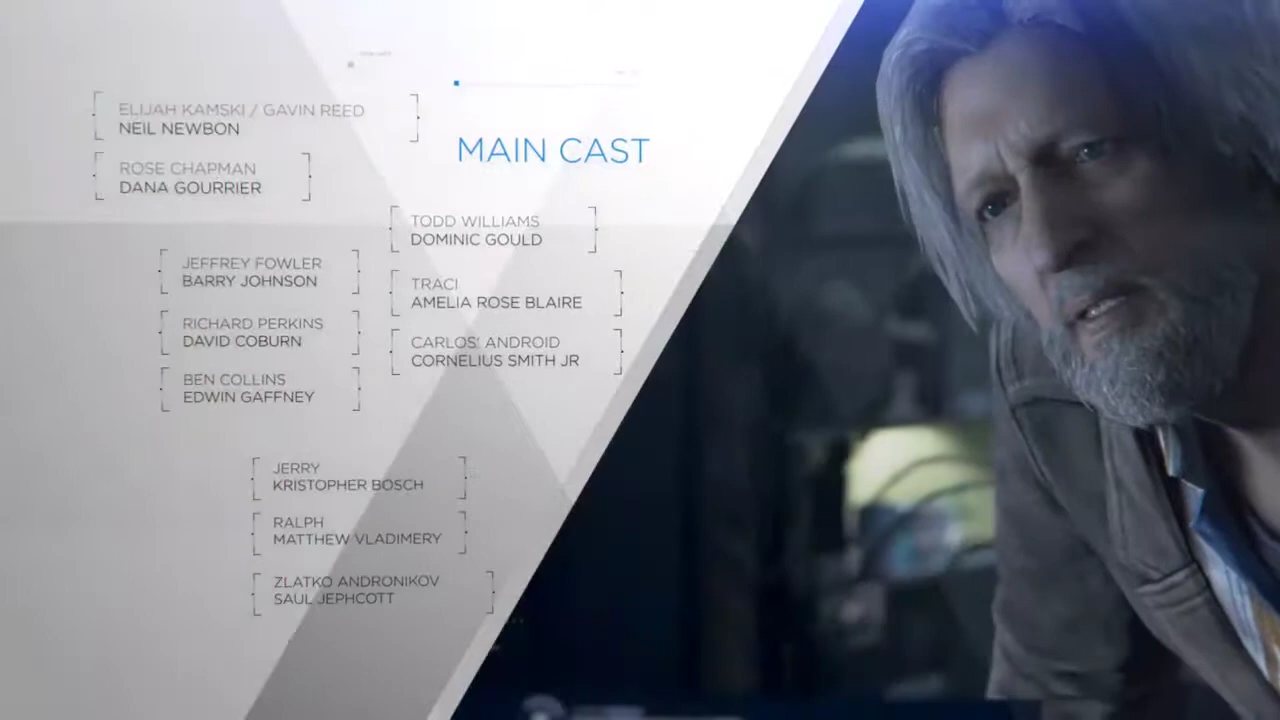 MAIN CAST
ELIJAH KAMSKI / GAVIN REED
NEIL NEWBON
ROSE CHAPMAN
DANA GOURRIER
TODD WILLIAMS
DOMINIC GOULD
JEFFREY FOWLER
BARRY JOHNSON
TRACI
AMELIA ROSE BLAIRE
RICHARD PERKINS
DAVID COBURN
CARLOS' ANDROID
CORNELIUS SMITH JR
BEN COLLINS
EDWIN GAFFNEY
JERRY
KRISTOPHER BOSCH
RALPH
MATTHEW VLADIMERY
ZLATKO ANDRONIKOV
SAUL JEPHCOTT